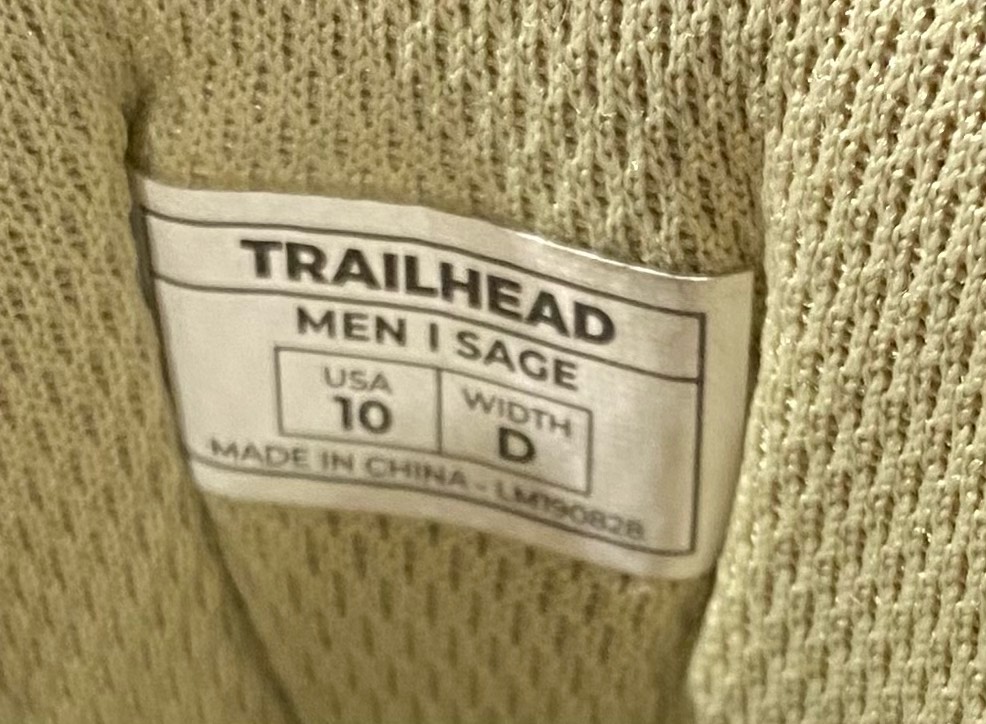 TRAILHEAD
MEN | SAGE
USA
10
WIDTH
D
MADE IN CHINA - LM190828